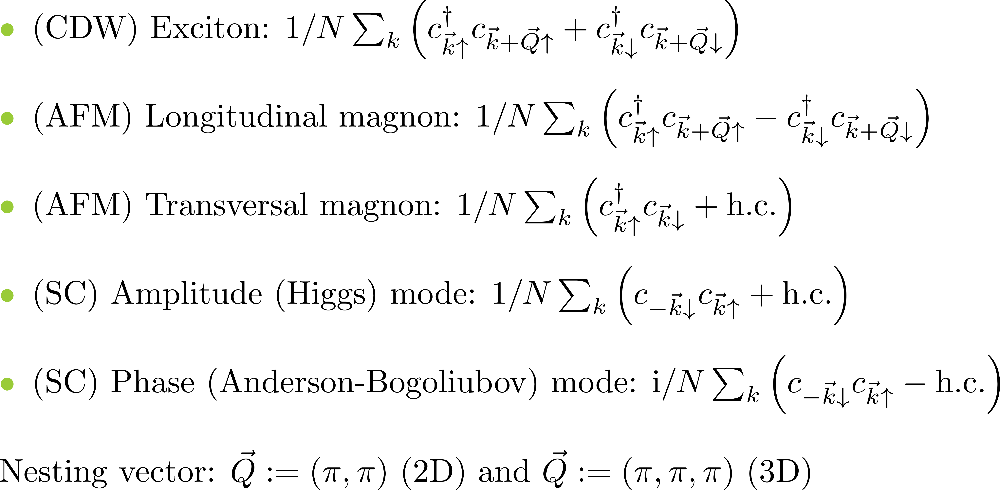 • (CDW) Exciton: $1/N \sum_k \left( c^\dagger_{\vec{k}\uparrow} c_{\vec{k}+\vec{Q}\uparrow} + c^\dagger_{\vec{k}\downarrow} c_{\vec{k}+\vec{Q}\downarrow} \right)$
• (AFM) Longitudinal magnon: $1/N \sum_k \left( c^\dagger_{\vec{k}\uparrow} c_{\vec{k}+\vec{Q}\uparrow} - c^\dagger_{\vec{k}\downarrow} c_{\vec{k}+\vec{Q}\downarrow} \right)$
• (AFM) Transversal magnon: $1/N \sum_k \left( c^\dagger_{\vec{k}\uparrow} c_{\vec{k}\downarrow} + \text{h.c.} \right)$
• (SC) Amplitude (Higgs) mode: $1/N \sum_k \left( c_{-\vec{k}\downarrow} c_{\vec{k}\uparrow} + \text{h.c.} \right)$
• (SC) Phase (Anderson-Bogoliubov) mode: $\text{i}/N \sum_k \left( c_{-\vec{k}\downarrow} c_{\vec{k}\uparrow} - \text{h.c.} \right)$
Nesting vector: $\vec{Q} := (\pi, \pi)$ (2D) and $\vec{Q} := (\pi, \pi, \pi)$ (3D)